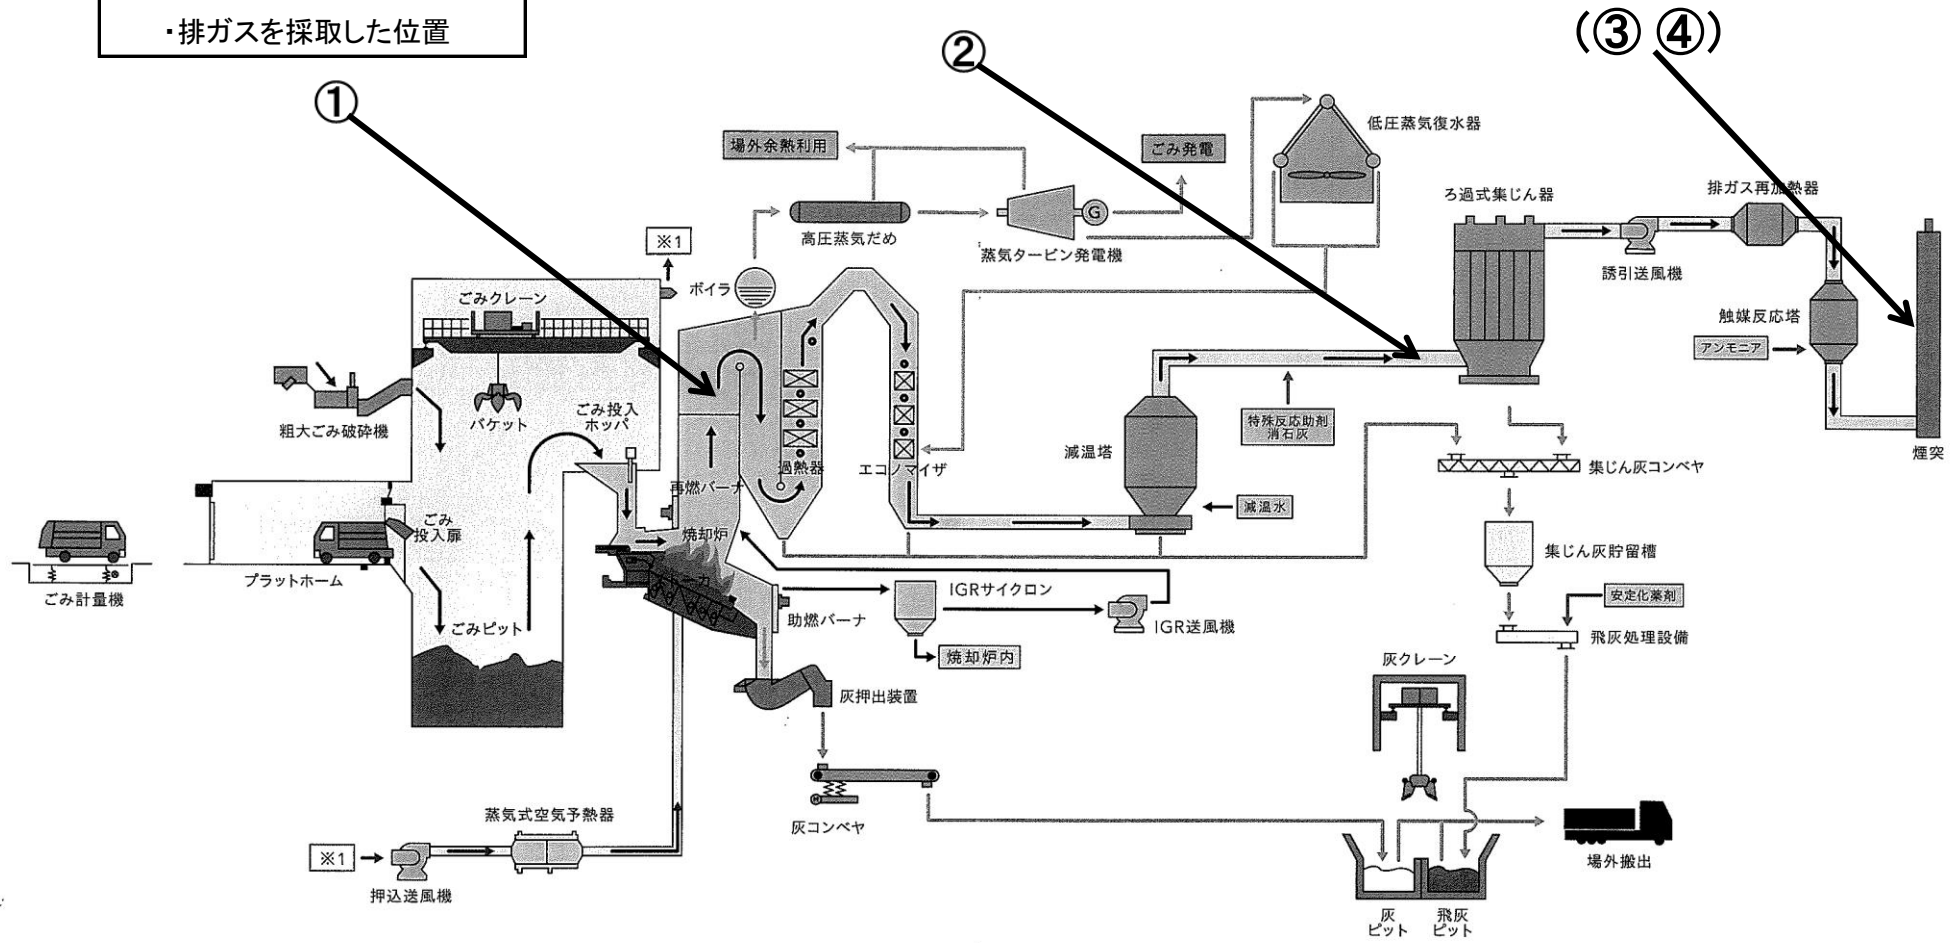 ・排ガスを採取した位置
①
②
(③ ④)
場外余熱利用
ごみ発電
低圧蒸気復水器
高圧蒸気だめ
G
蒸気タービン発電機
ろ過式集じん器
排ガス再加熱器
誘引送風機
※1
ボイラ
ごみクレーン
触媒反応塔
アンモニア
粗大ごみ破砕機
バケット
ごみ投入
ホッパ
特殊反応助剤
消石灰
減温塔
過熱器
エコノマイザ
再燃バーナ
煙突
集じん灰コンベヤ
減温水
ごみ
投入扉
焼却炉
集じん灰貯留槽
プラットホーム
ごみ計量機
ストーカ
IGRサイクロン
安定化薬剤
助燃バーナ
IGR送風機
ごみピット
飛灰処理設備
焼却炉内
灰クレーン
灰押出装置
蒸気式空気予熱器
灰コンベヤ
※1
押込送風機
場外搬出
灰
ピット
飛灰
ピット